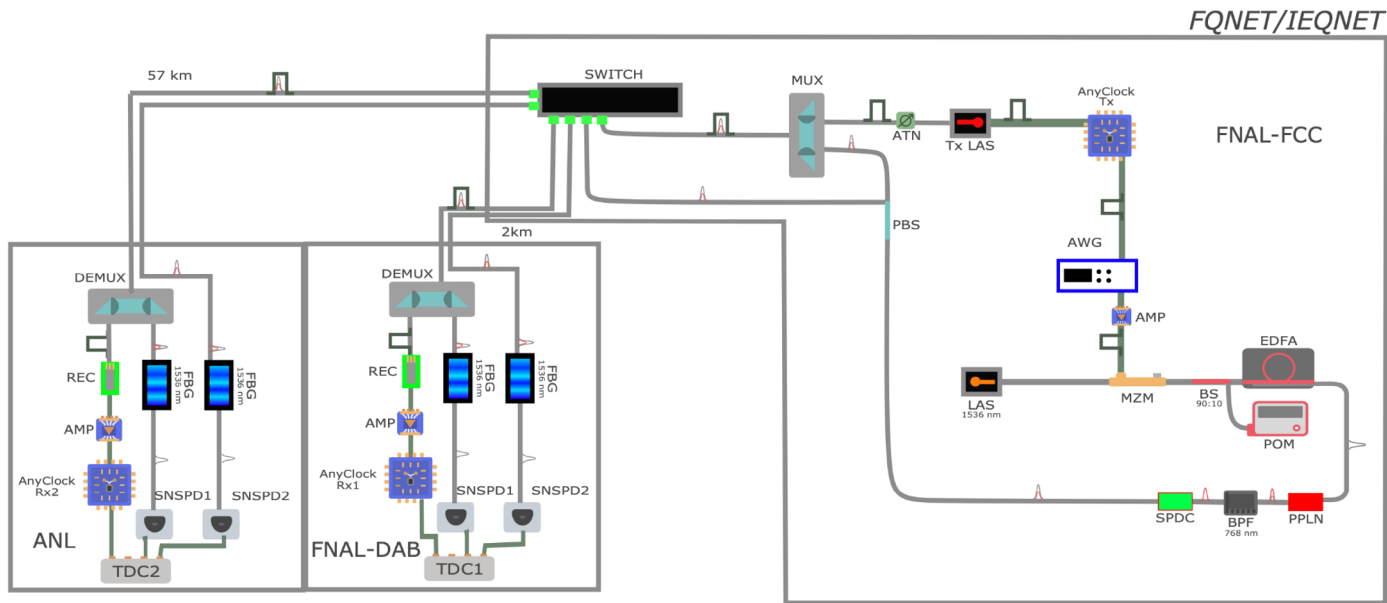 FQNET/IEQNET
57 km
SWITCH
MUX
AnyClock
Tx
ATN
Tx LAS
FNAL-FCC
2km
PBS
AWG
AMP
EDFA
LAS
1536 nm
MZM
BS
90:10
POM
SPDC
BPF
768 nm
PPLN
DEMUX
REC
FBG
1536 nm
FBG
1536 nm
AMP
AnyClock
Rx2
SNSPD1
SNSPD2
ANL
TDC2
DEMUX
REC
FBG
1536 nm
FBG
1536 nm
AMP
AnyClock
Rx1
SNSPD1
SNSPD2
FNAL-DAB
TDC1